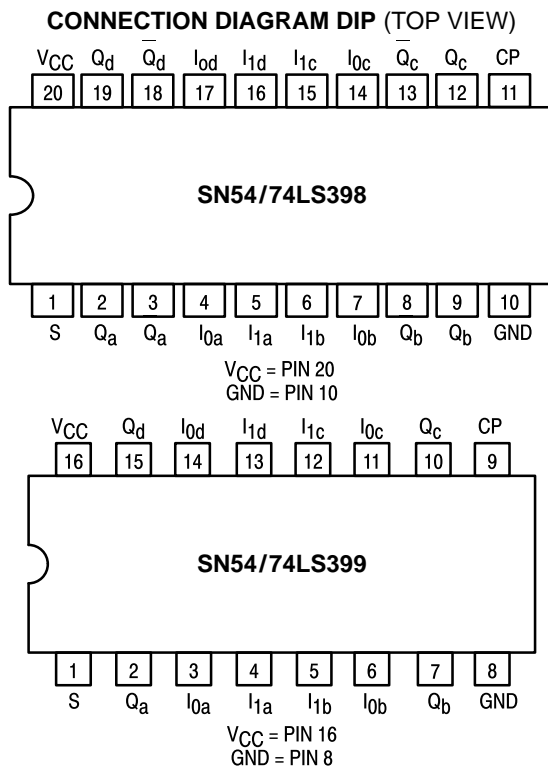 CONNECTION DIAGRAM DIP (TOP VIEW)
VCC Qd Q̅d I0d I1d I1c I0c Q̅c Qc CP
20 19 18 17 16 15 14 13 12 11
SN54/74LS398
1 2 3 4 5 6 7 8 9 10
S Qa Q̅a I0a I1a I1b I0b Q̅b Qb GND
VCC = PIN 20
GND = PIN 10
VCC Qd I0d I1d I1c I0c Qc CP
16 15 14 13 12 11 10 9
SN54/74LS399
1 2 3 4 5 6 7 8
S Qa I0a I1a I1b I0b Qb GND
VCC = PIN 16
GND = PIN 8